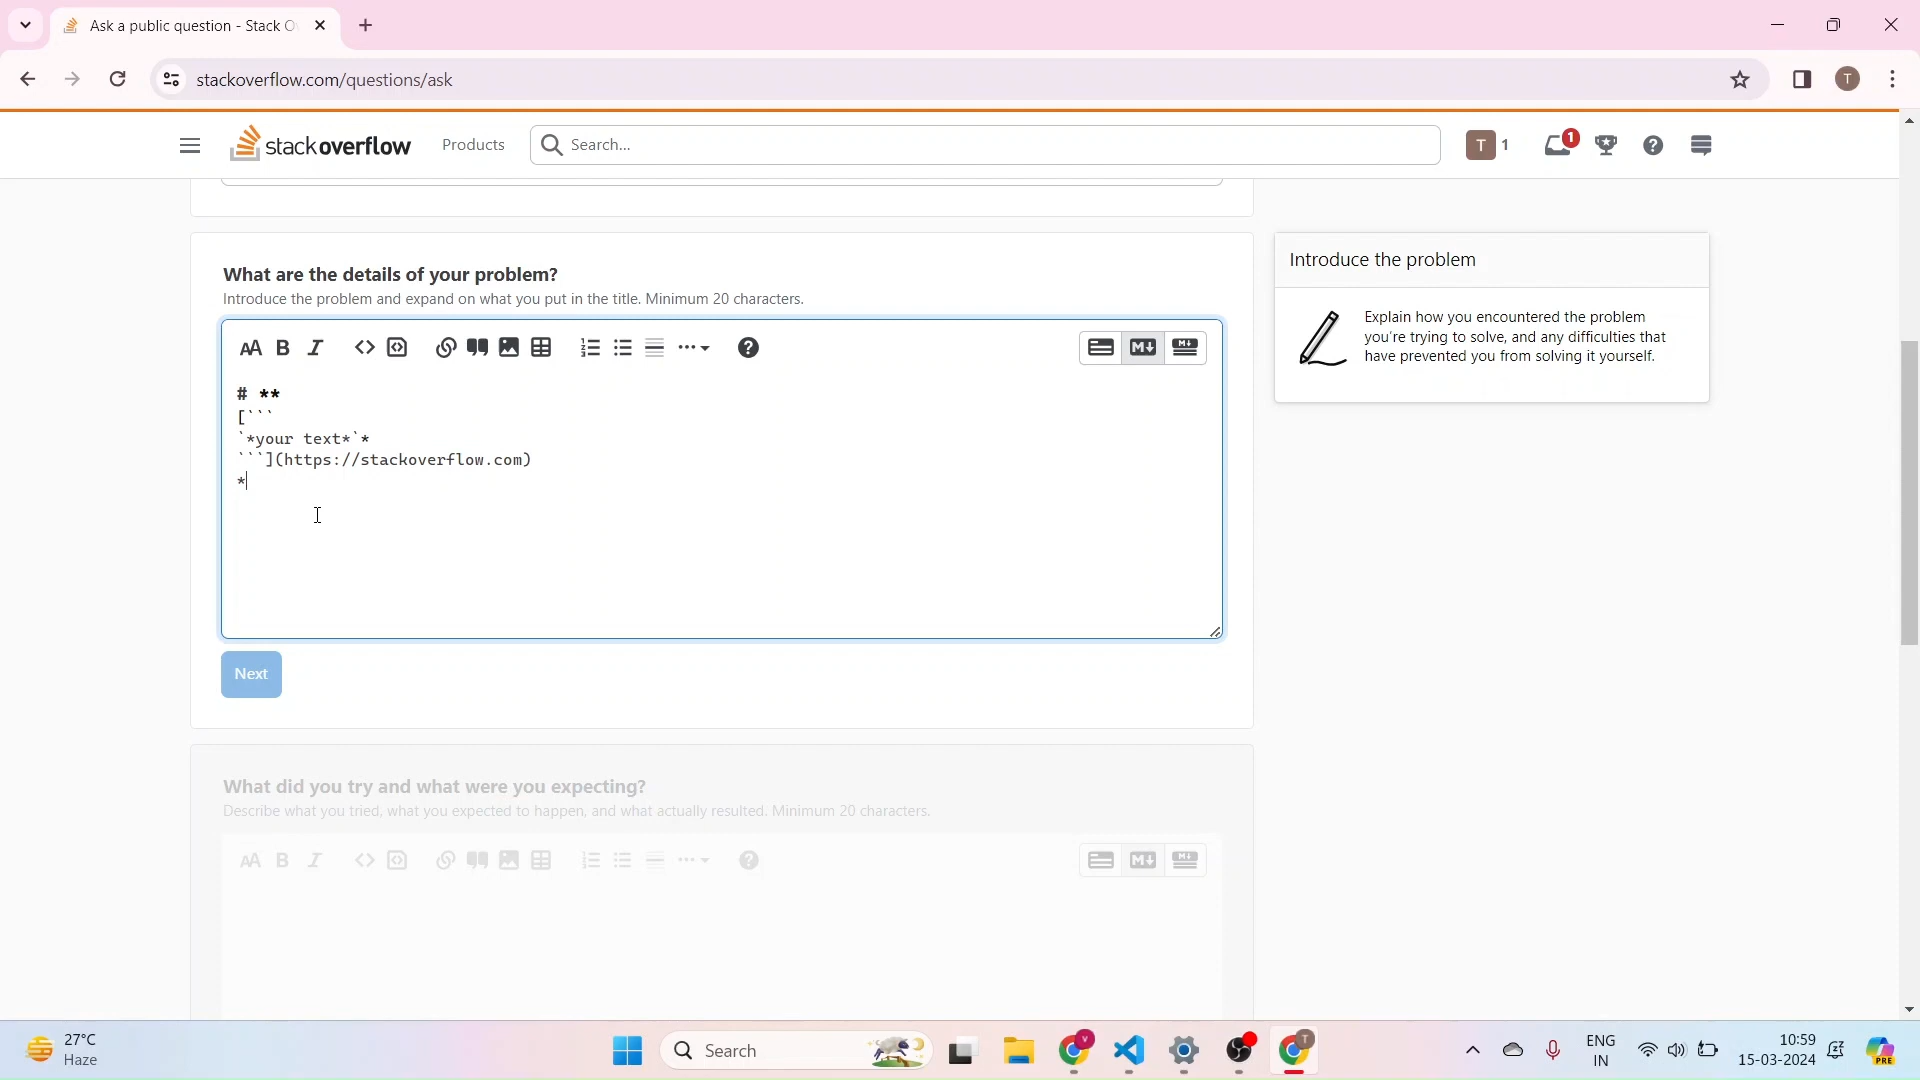 Ask a public question - Stack O
stackoverflow.com/questions/ask
T
stackoverflow
Products
Search...
T 1
1
What are the details of your problem?
Introduce the problem and expand on what you put in the title. Minimum 20 characters.
AA B I
M
M
# **
[```
`*your text*`*
```](https://stackoverflow.com)
*
Next
Introduce the problem
Explain how you encountered the problem
you're trying to solve, and any difficulties that
have prevented you from solving it yourself.
What did you try and what were you expecting?
Describe what you tried, what you expected to happen, and what actually resulted. Minimum 20 characters.
AA B I
M
M
27°C
Haze
Search
V
T
ENG
IN
10:59
15-03-2024
PRE